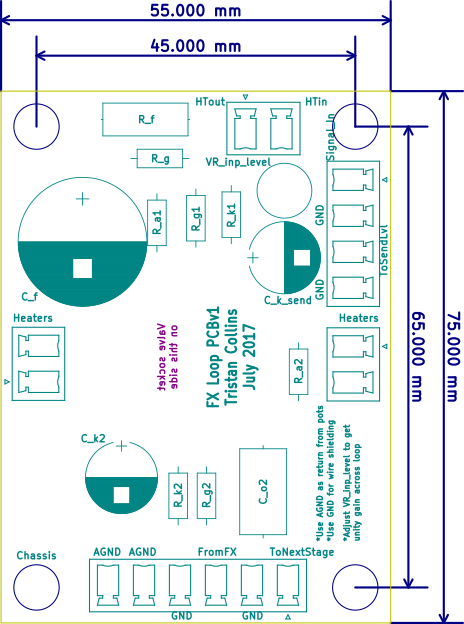 55.000 mm
45.000 mm
HTout
HTin
R_f
Signal_In
R_g
VR_inp_level
R_a1
R_g1
R_k1
GND
ToSendLvl
C_f
C_k_send
GND
Heaters
Heaters
Valve socket
on this side
FX Loop PCBv1
Tristan Collins
July 2017
R_a2
65.000 mm
75.000 mm
*Use AGND as return from pots
*Use GND for wire shielding
*Adjust VR_inp_level to get
unity gain across loop
C_k2
R_k2
R_g2
C_o2
Chassis
AGND
AGND
FromFX
ToNextStage
GND
GND